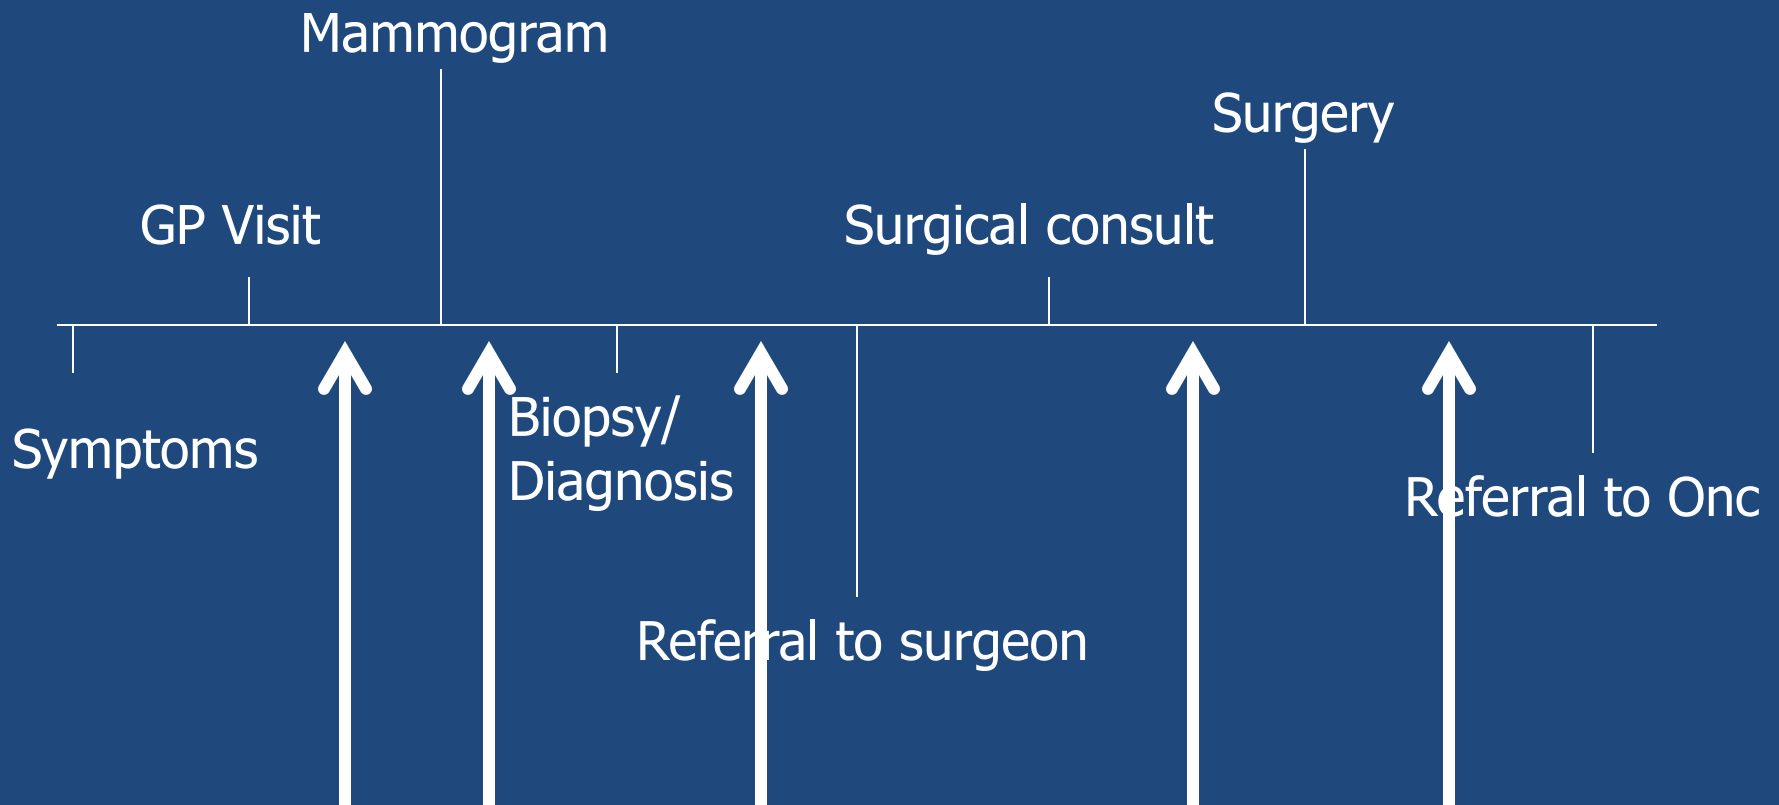 Mammogram
Surgery
GP Visit
Surgical consult
Symptoms
Biopsy/
Diagnosis
Referral to Onc
Referral to surgeon